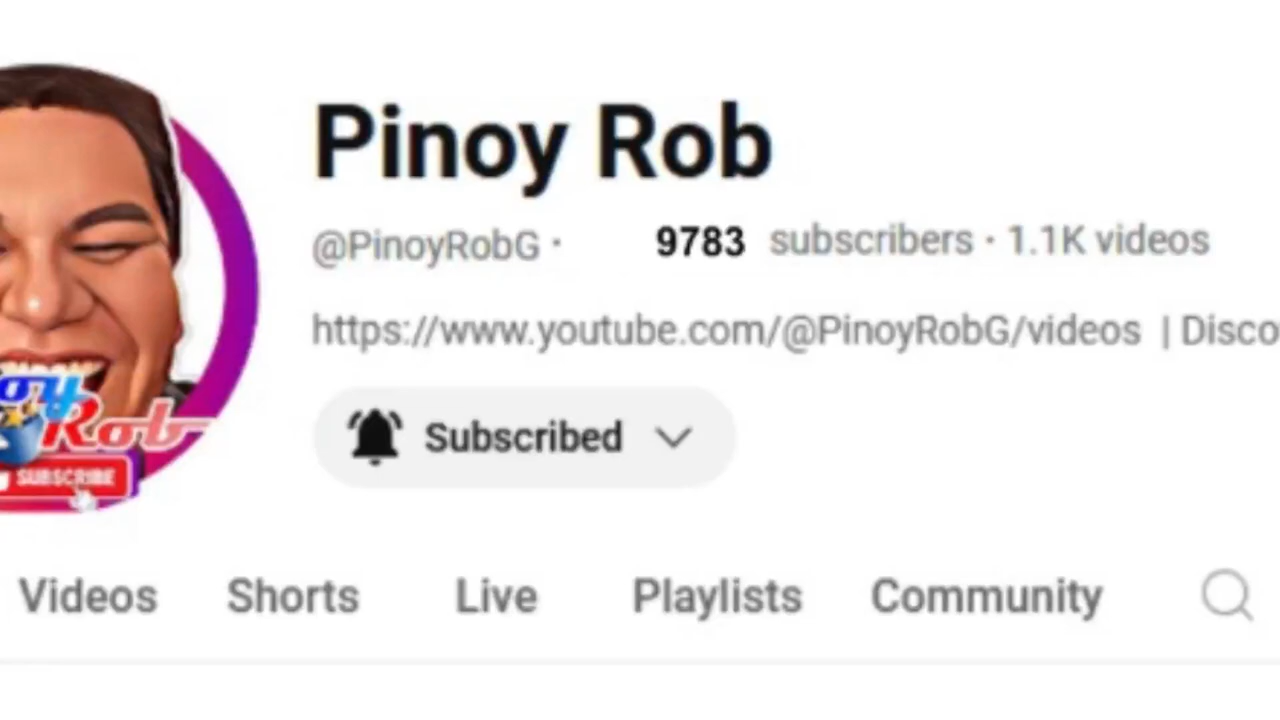 Pinoy Rob
@PinoyRobG · 9783 subscribers · 1.1K videos
https://www.youtube.com/@PinoyRobG/videos | Disco
Subscribed
oy
Rob
SUBSCRIBE
Videos Shorts Live Playlists Community